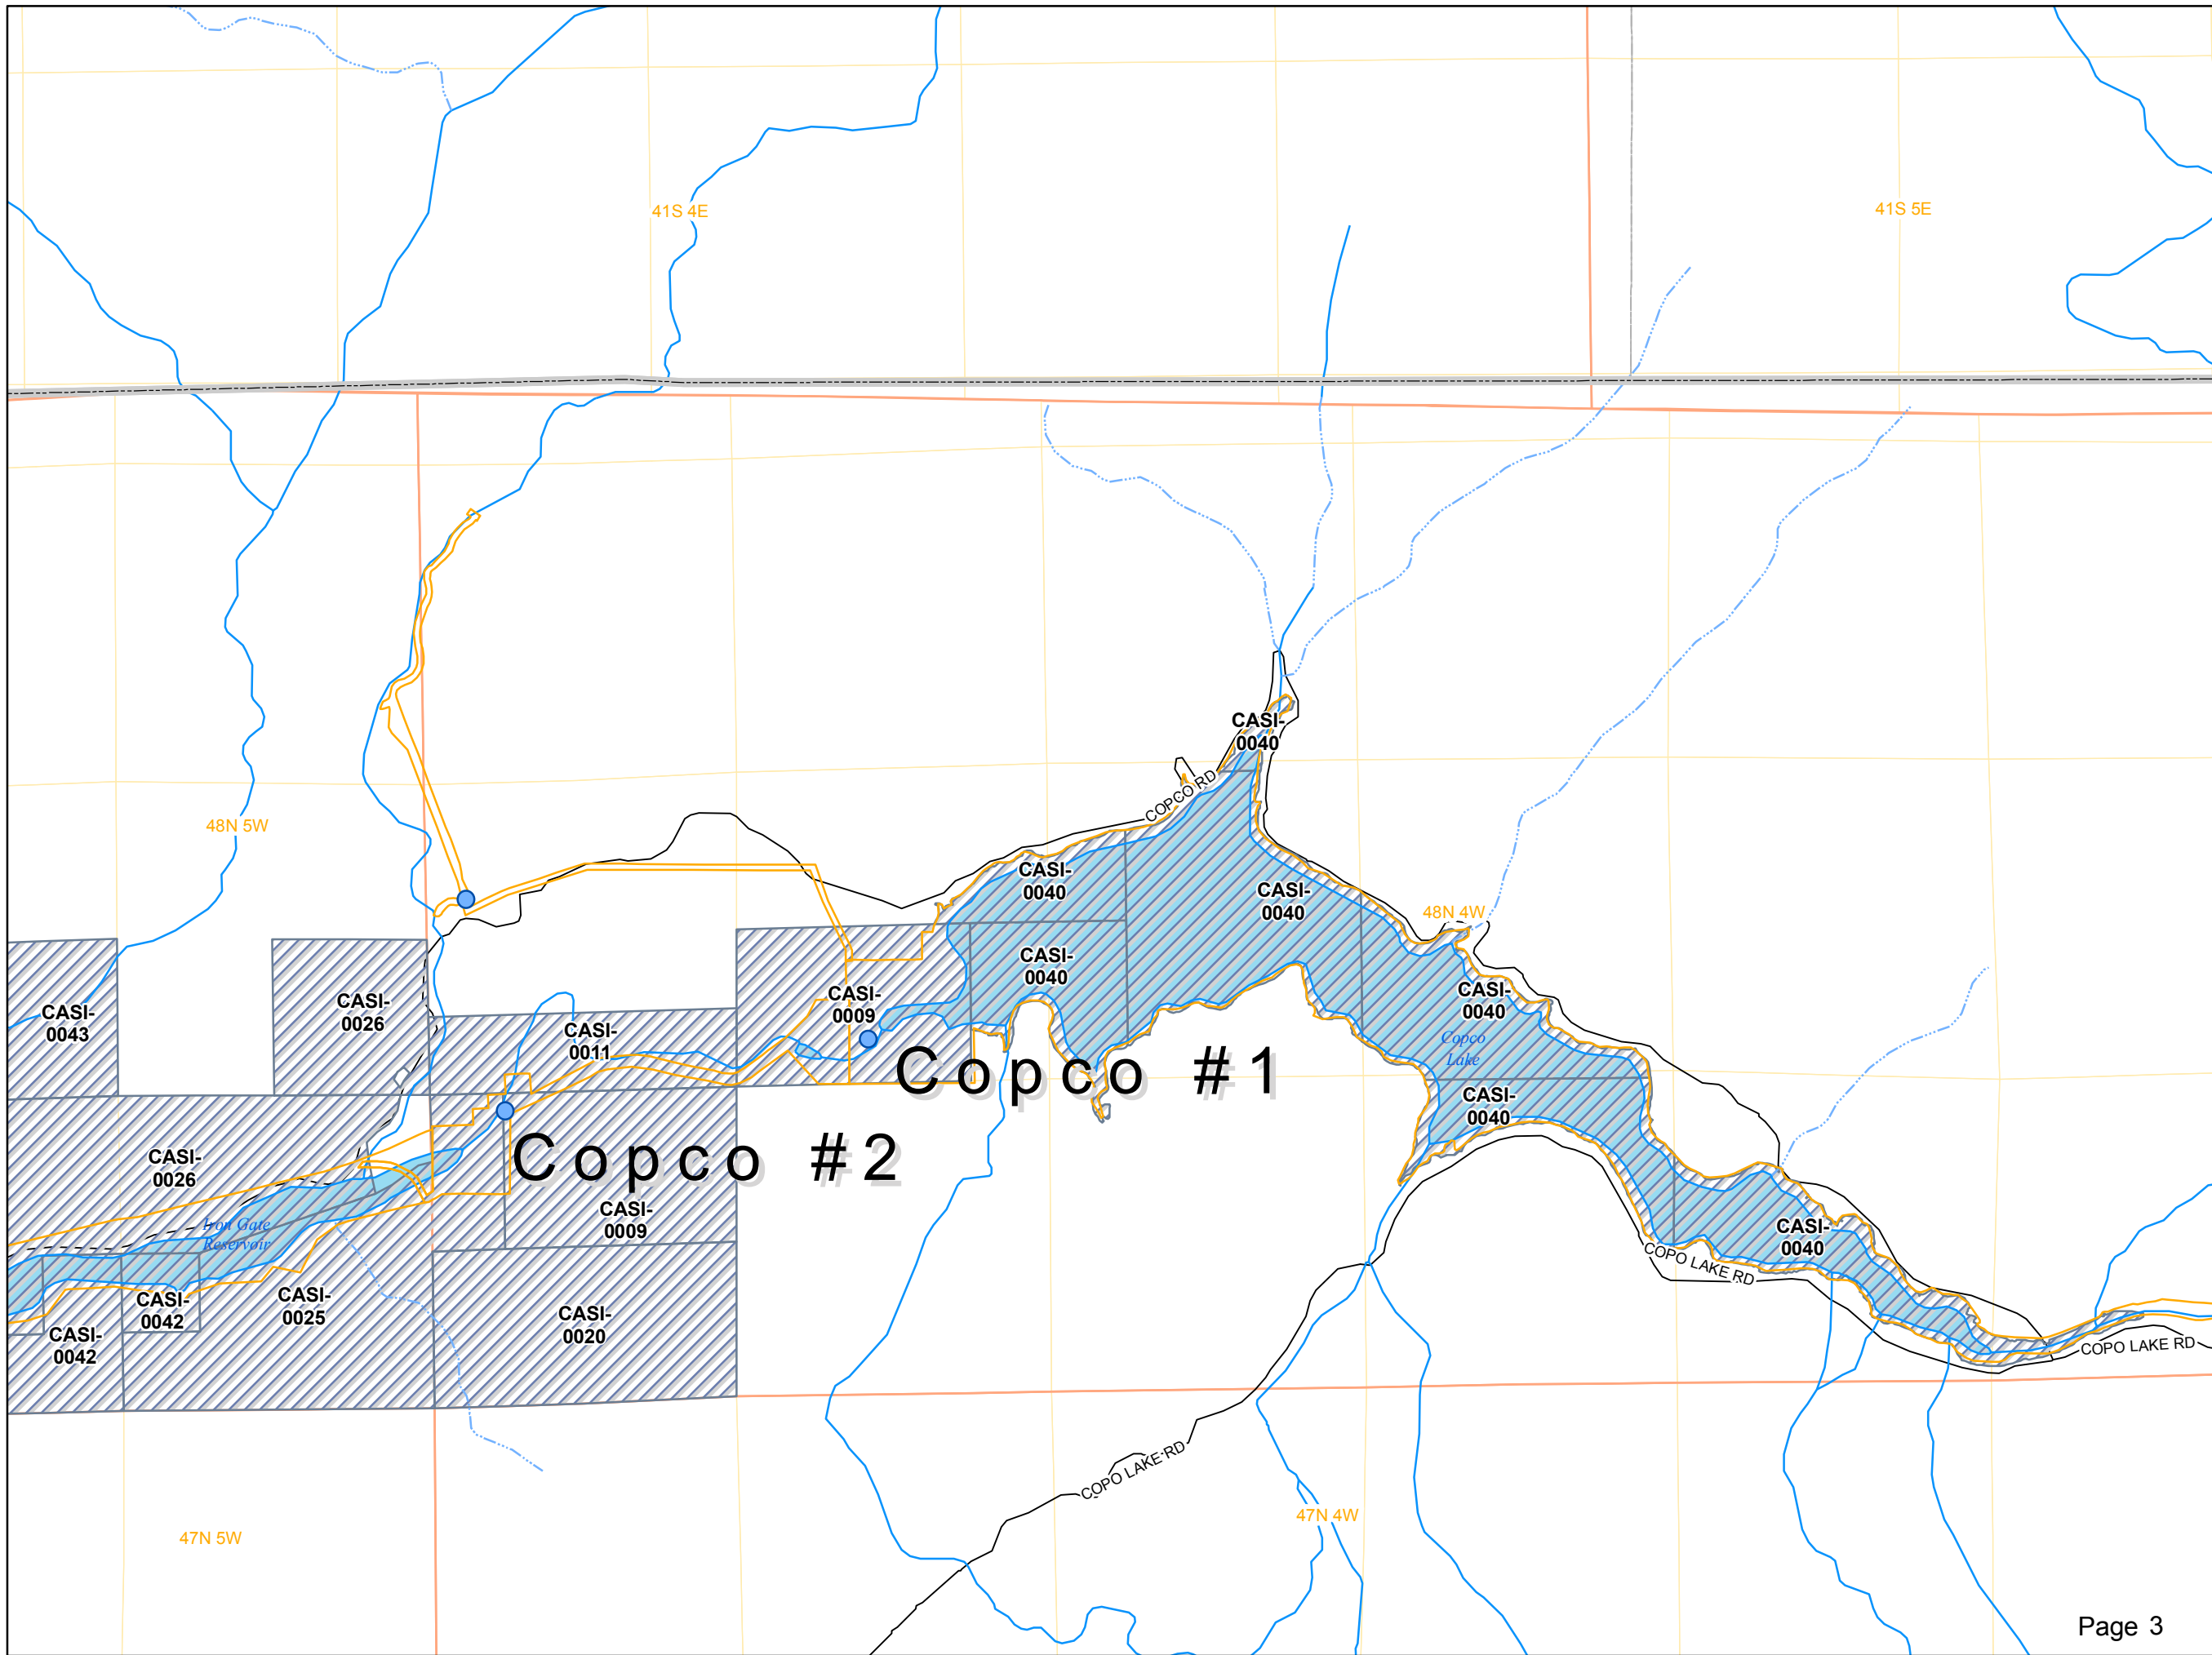 41S 4E
41S 5E
CASI-
0040
COPCO RD
48N 5W
CASI-
0040
CASI-
0040
48N 4W
CASI-
0040
CASI-
0009
CASI-
0040
CASI-
0026
CASI-
0043
CASI-
0011
Copco
Lake
Copco #1
CASI-
0040
Copco #2
CASI-
0026
CASI-
0009
Iron Gate
Reservoir
CASI-
0040
COPO LAKE RD
CASI-
0025
CASI-
0042
CASI-
0020
CASI-
0042
COPO LAKE RD
COPO LAKE RD
47N 4W
47N 5W
Page 3